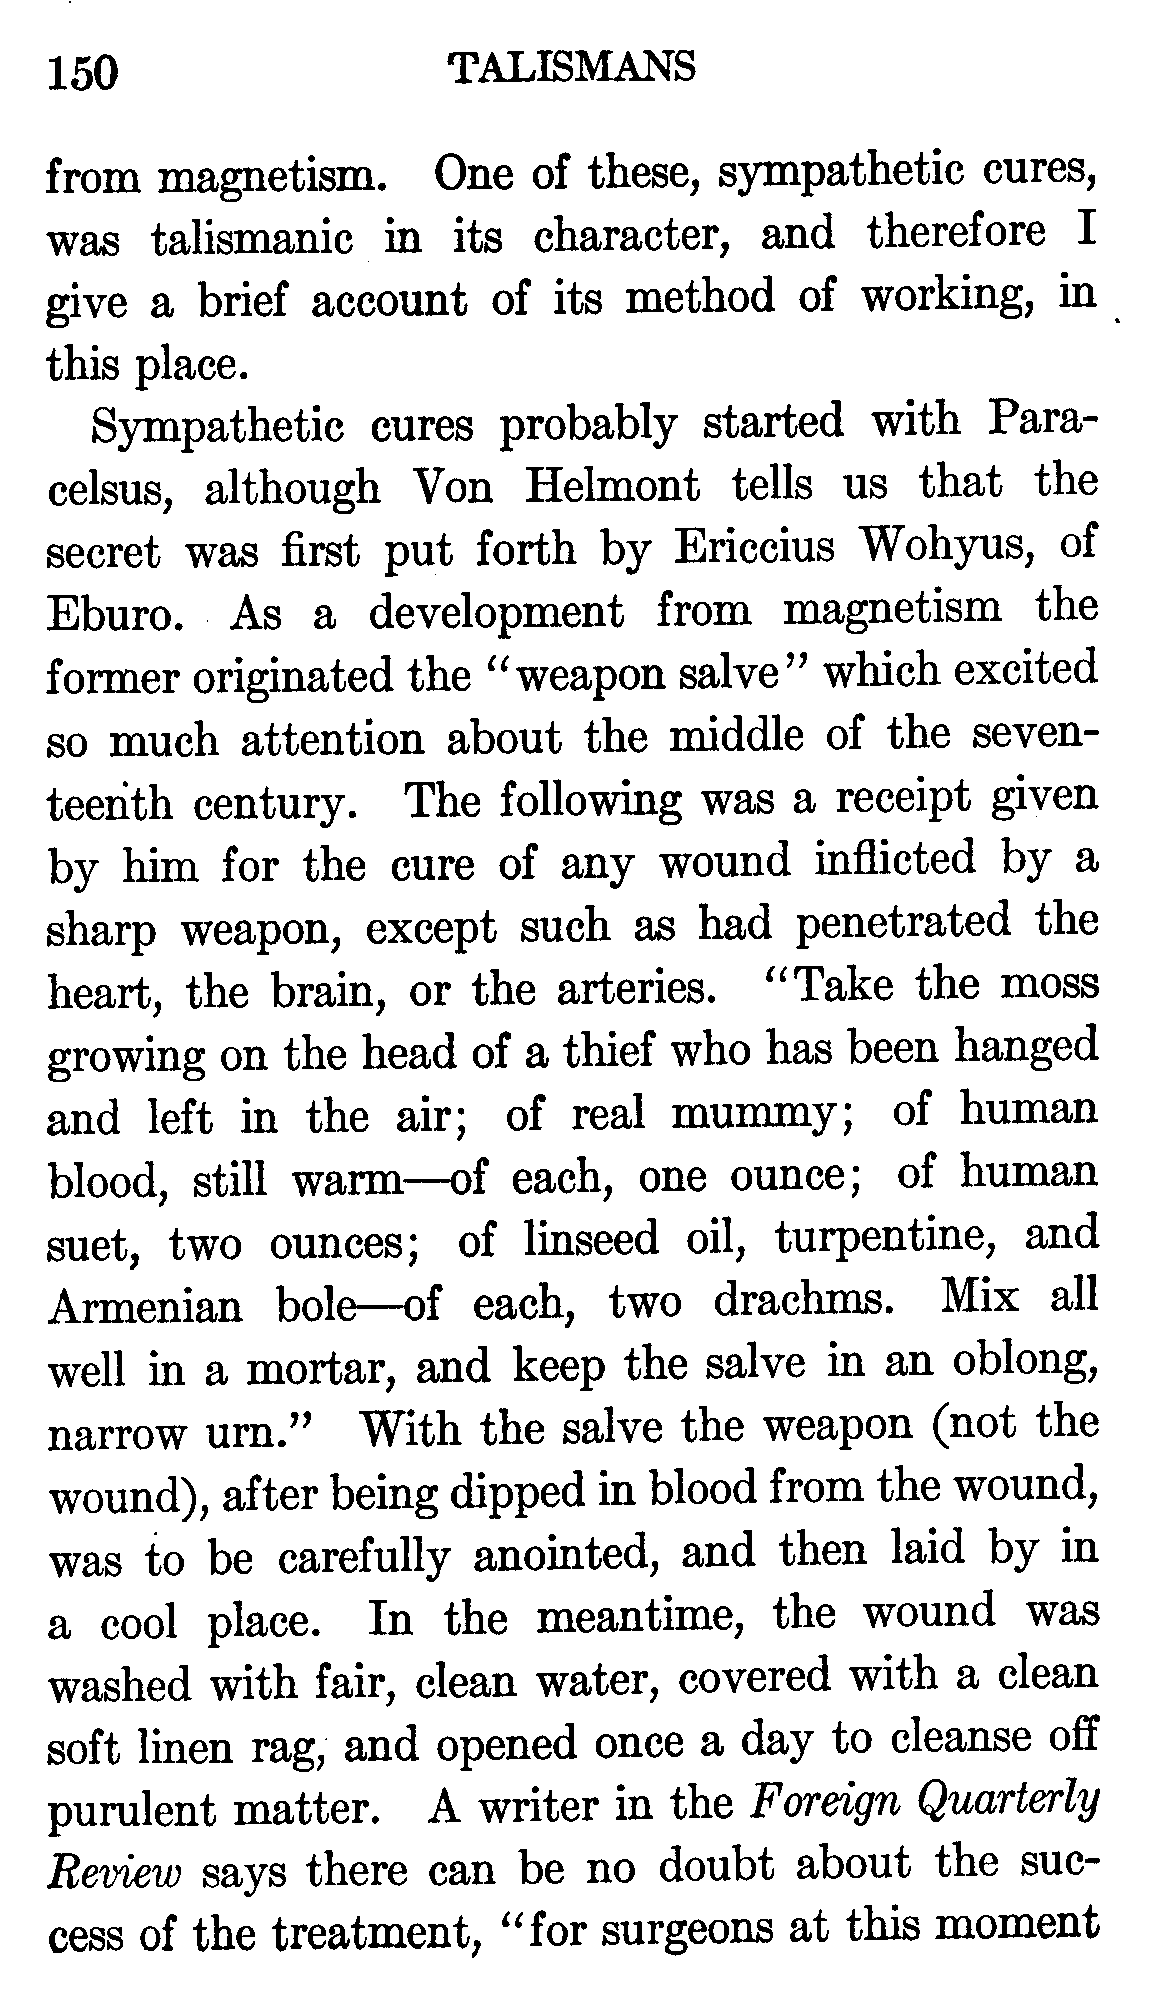 150 TALISMANS
from magnetism. One of these, sympathetic cures,
was talismanic in its character, and therefore I
give a brief account of its method of working, in
this place.
Sympathetic cures probably started with Para-
celsus, although Von Helmont tells us that the
secret was first put forth by Ericcius Wohyus, of
Eburo. As a development from magnetism the
former originated the "weapon salve" which excited
so much attention about the middle of the seven-
teenth century. The following was a receipt given
by him for the cure of any wound inflicted by a
sharp weapon, except such as had penetrated the
heart, the brain, or the arteries. "Take the moss
growing on the head of a thief who has been hanged
and left in the air; of real mummy; of human
blood, still warm—of each, one ounce; of human
suet, two ounces; of linseed oil, turpentine, and
Armenian bole—of each, two drachms. Mix all
well in a mortar, and keep the salve in an oblong,
narrow urn." With the salve the weapon (not the
wound), after being dipped in blood from the wound,
was to be carefully anointed, and then laid by in
a cool place. In the meantime, the wound was
washed with fair, clean water, covered with a clean
soft linen rag, and opened once a day to cleanse off
purulent matter. A writer in the Foreign Quarterly
Review says there can be no doubt about the suc-
cess of the treatment, "for surgeons at this moment